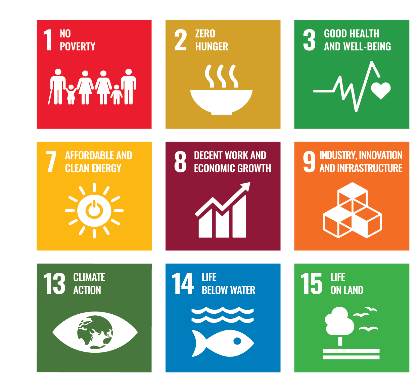 1 NO
POVERTY
2 ZERO
HUNGER
3 GOOD HEALTH
AND WELL-BEING
7 AFFORDABLE AND
CLEAN ENERGY
8 DECENT WORK AND
ECONOMIC GROWTH
9 INDUSTRY, INNOVATION
AND INFRASTRUCTURE
13 CLIMATE
ACTION
14 LIFE
BELOW WATER
15 LIFE
ON LAND